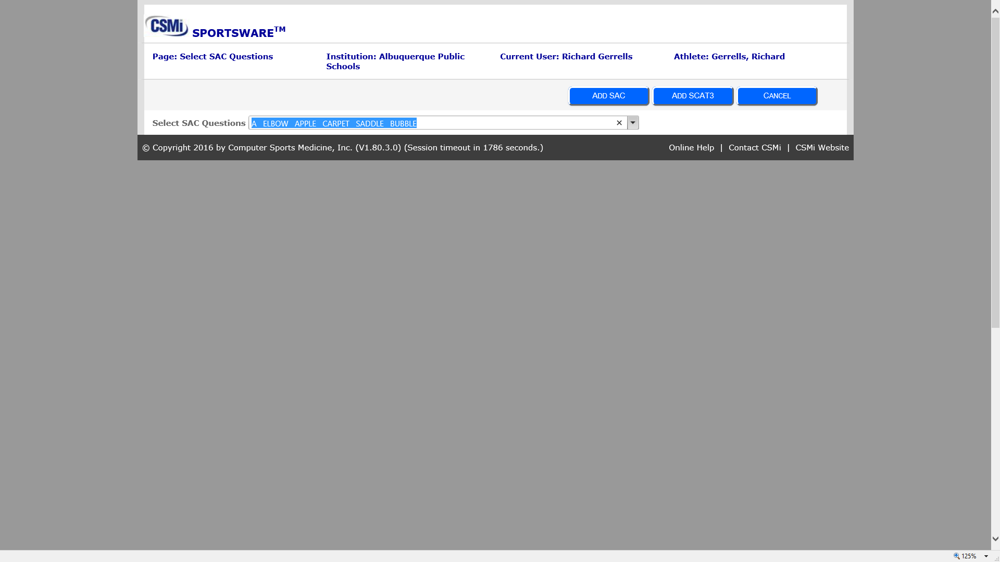 CSMi SPORTSWARE™
Page: Select SAC Questions
Institution: Albuquerque Public
Schools
Current User: Richard Gerrells
Athlete: Gerrells, Richard
ADD SAC
ADD SCAT3
CANCEL
Select SAC Questions A ELBOW APPLE CARPET SADDLE BUBBLE
© Copyright 2016 by Computer Sports Medicine, Inc. (V1.80.3.0) (Session timeout in 1786 seconds.)
Online Help | Contact CSMi | CSMi Website
125%